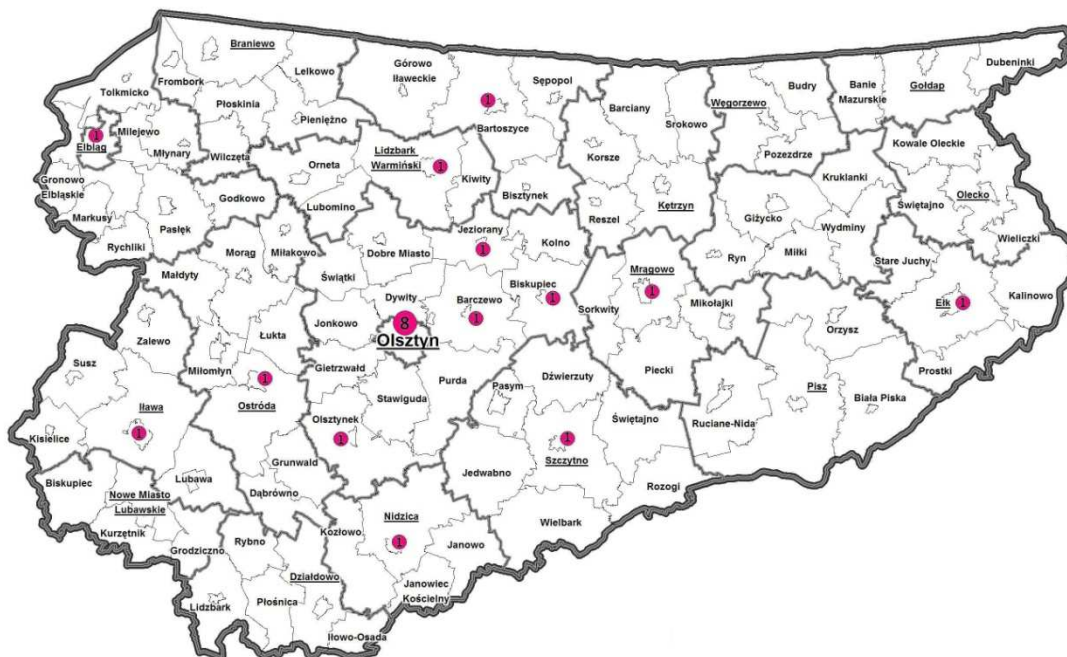 Braniewo
Górowo
Iławeckie
Dubeninki
Lelkowo
Sępopol
Budry
Banie
Mazurskie
Gołdap
Frombork
Tolkmicko
Płoskinia
Pieniężno
1
Bartoszyce
Barciany
Srokowo
Węgorzewo
1
Elbląg
Milejewo
Młynary
Wilczęta
Orneta
Lidzbark
Warmiński
1
Kiwity
Korsze
Pozezdrze
Kowale Oleckie
Gronowo
Elbląskie
Godkowo
Lubomino
Bisztynek
Reszel
Kętrzyn
Kruklanki
Giżycko
Świętajno
Olecko
Markusy
Rychliki
Pasłęk
Morąg
Miłakowo
Dobre Miasto
Jeziorany
1
Kolno
Wydminy
Wieliczki
Małdyty
Świątki
Ryn
Miłki
Stare Juchy
Dywity
8
Olsztyn
Barczewo
1
Biskupiec
1
Sorkwity
Mrągowo
1
Mikołajki
Ełk
1
Kalinowo
Zalewo
Łukta
Jonkowo
Orzysz
Susz
Miłomłyn
Gietrzwałd
Purda
Pasym
Dźwierzuty
Piecki
Prostki
1
Ostróda
Stawiguda
Pisz
Biała Piska
Iława
1
Kisielice
Olsztynek
1
Świętajno
1
Szczytno
Ruciane-Nida
Biskupiec
Grunwald
Jedwabno
Rozogi
Lubawa
Dąbrówno
Nowe Miasto
Lubawskie
Kurzętnik
Nidzica
1
Kozłowo
Janowo
Wielbark
Grodziczno
Rybno
Działdowo
Janowiec
Kościelny
Lidzbark
Płośnica
Iłowo-Osada